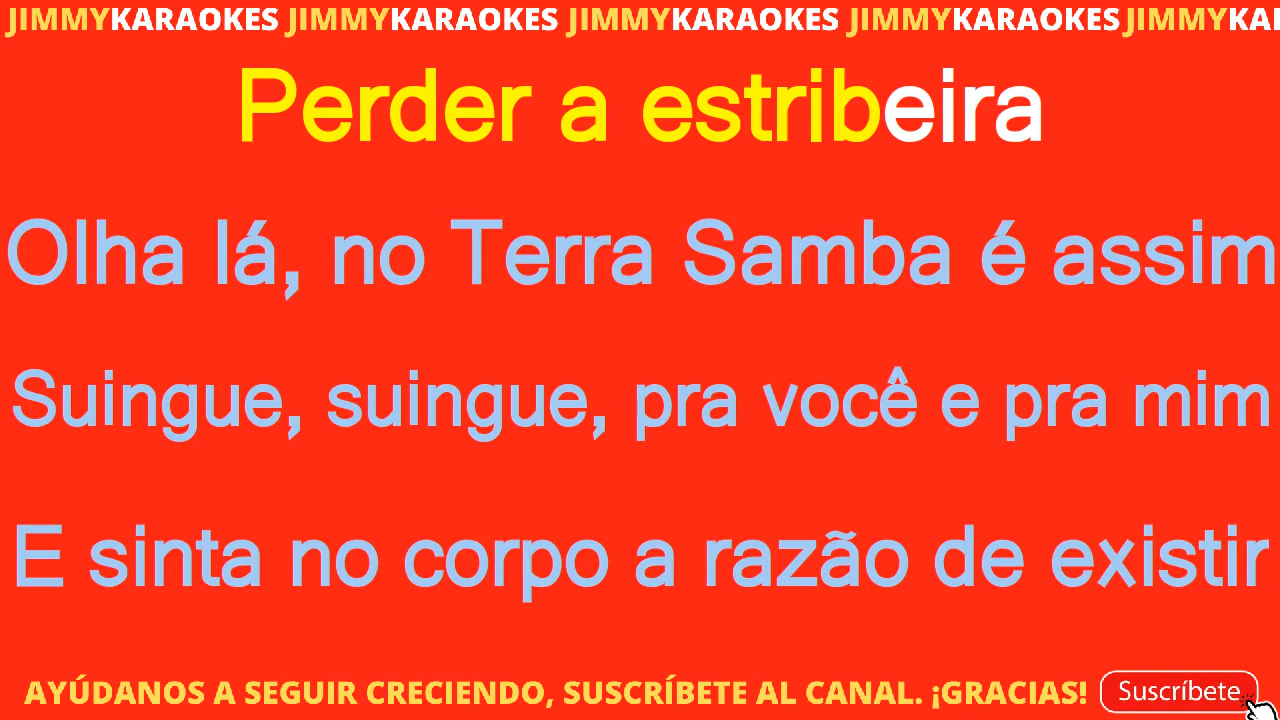 JIMMYKARAOKES JIMMYKARAOKES JIMMYKARAOKES JIMMYKARAOKES JIMMYKA
Perder a estribeira
Olha lá, no Terra Samba é assim
Suingue, suingue, pra você e pra mim
E sinta no corpo a razão de existir
AYÚDANOS A SEGUIR CRECIENDO, SUSCRÍBETE AL CANAL. ¡GRACIAS! Suscríbete